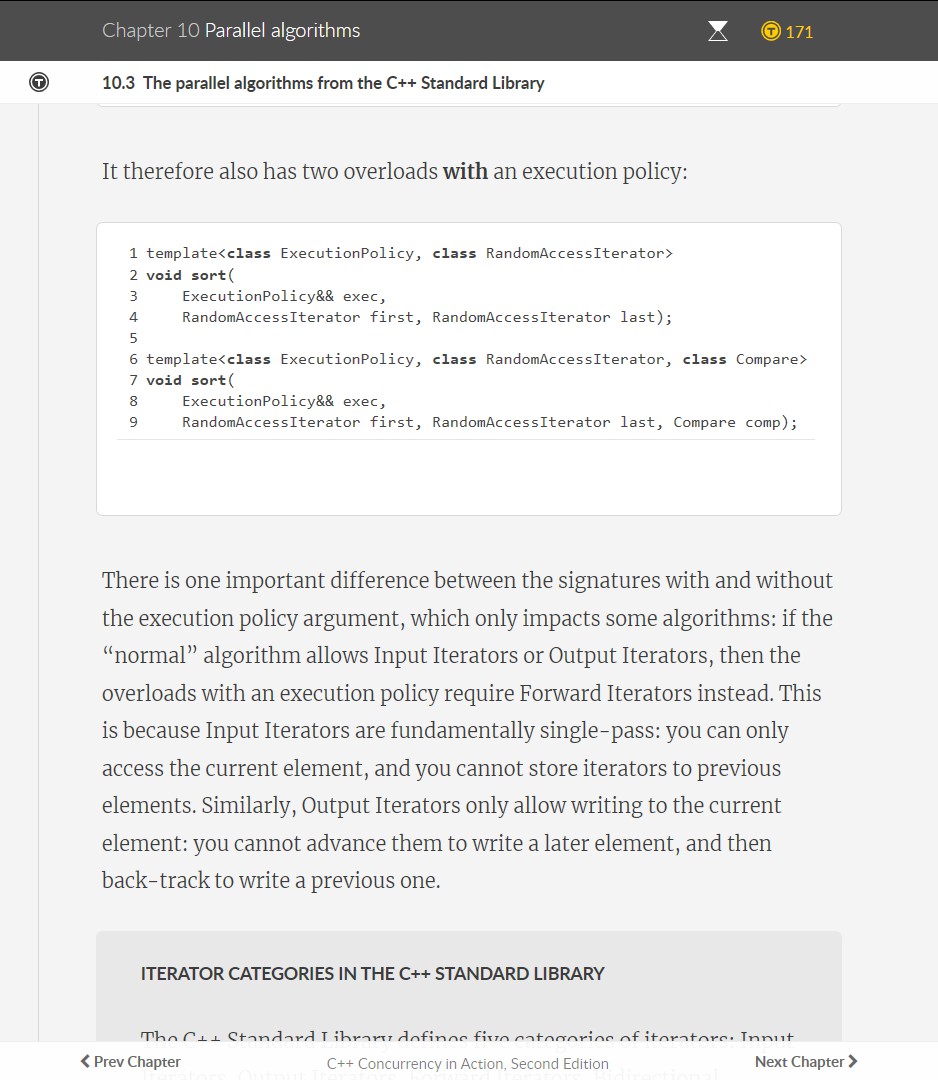 Chapter 10 Parallel algorithms
171
10.3 The parallel algorithms from the C++ Standard Library
It therefore also has two overloads with an execution policy:
1 template<class ExecutionPolicy, class RandomAccessIterator>
2 void sort(
3     ExecutionPolicy&& exec,
4     RandomAccessIterator first, RandomAccessIterator last);
5
6 template<class ExecutionPolicy, class RandomAccessIterator, class Compare>
7 void sort(
8     ExecutionPolicy&& exec,
9     RandomAccessIterator first, RandomAccessIterator last, Compare comp);
There is one important difference between the signatures with and without
the execution policy argument, which only impacts some algorithms: if the
“normal” algorithm allows Input Iterators or Output Iterators, then the
overloads with an execution policy require Forward Iterators instead. This
is because Input Iterators are fundamentally single-pass: you can only
access the current element, and you cannot store iterators to previous
elements. Similarly, Output Iterators only allow writing to the current
element: you cannot advance them to write a later element, and then
back-track to write a previous one.
ITERATOR CATEGORIES IN THE C++ STANDARD LIBRARY
The C++ Standard Library defines five categories of iterators: Input
Iterators, Output Iterators, Forward Iterators, Bidirectional
Prev Chapter
C++ Concurrency in Action, Second Edition
Next Chapter